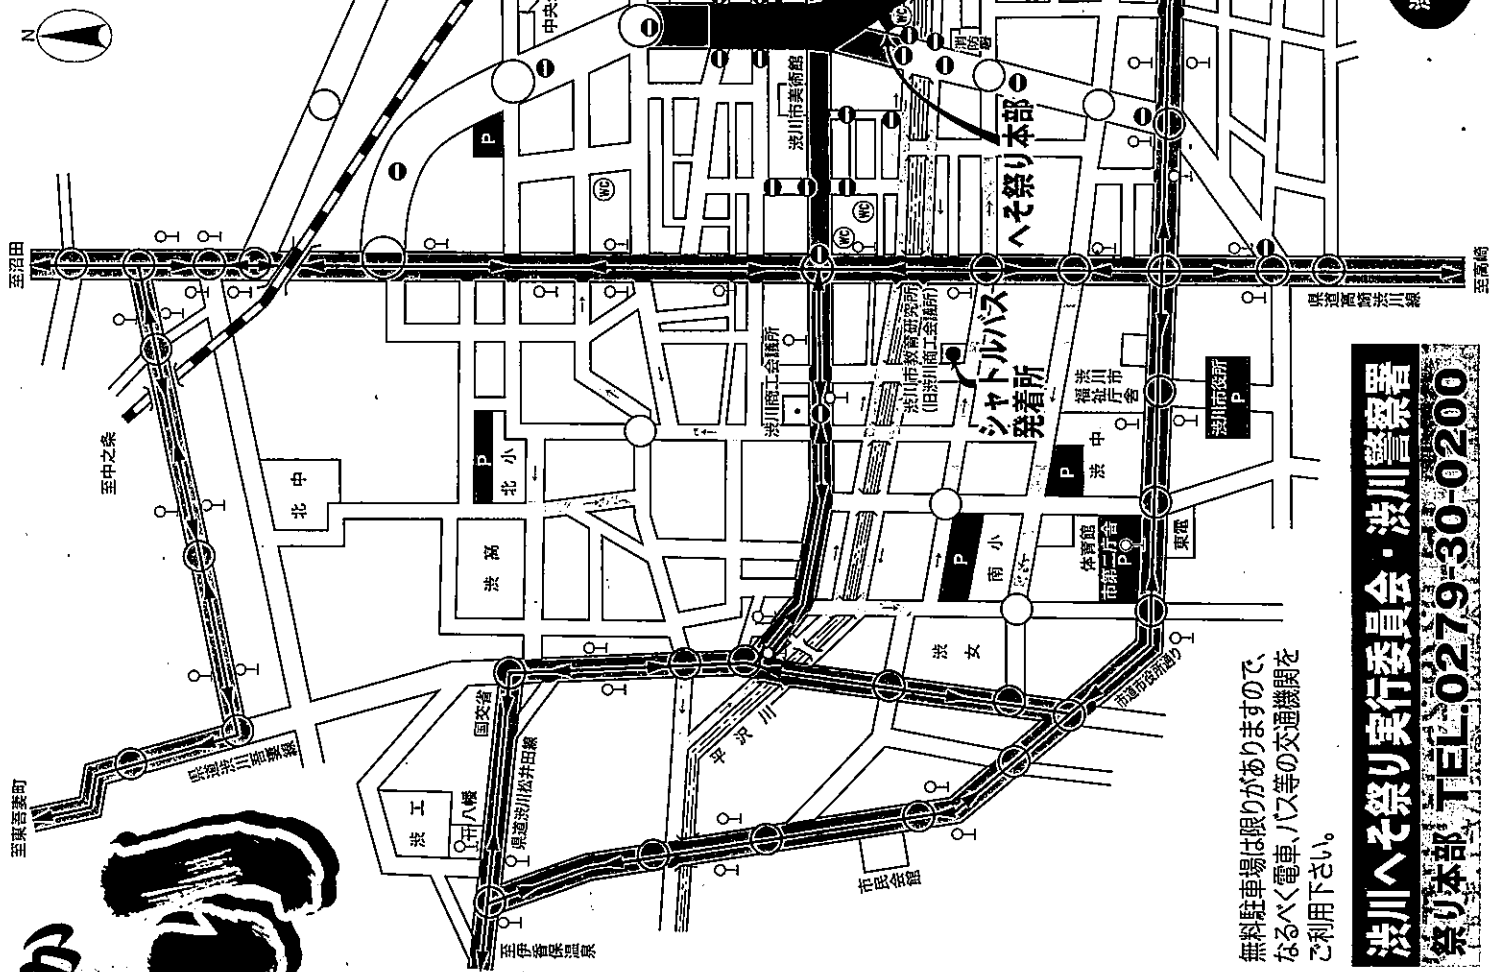 N
至沼田
至中之条
至東吾妻町
県道渋川吾妻線
北中
渋高
P
北小
P
WC
渋川市美術館
WC
WC
WC
消防署
へそ祭り本部
渋川商工会議所
渋川市教育研究所
(旧渋川商工会議所)
シャトルバス
発着所
国交省
県道渋川松井田線
渋工
八幡
至伊香保温泉
平沢川
市民会館
渋女
P
南小
P
渋中
体育館
市第二庁舎
P
東電
渋川市
福祉庁舎
渋川市役所
P
市道市役所通り
県道高崎渋川線
至高崎
無料駐車場は限りがありますので、
なるべく電車、バス等の交通機関を
ご利用下さい。
渋川へそ祭り実行委員会・渋川警察署
祭り本部 TEL.0279-30-0200